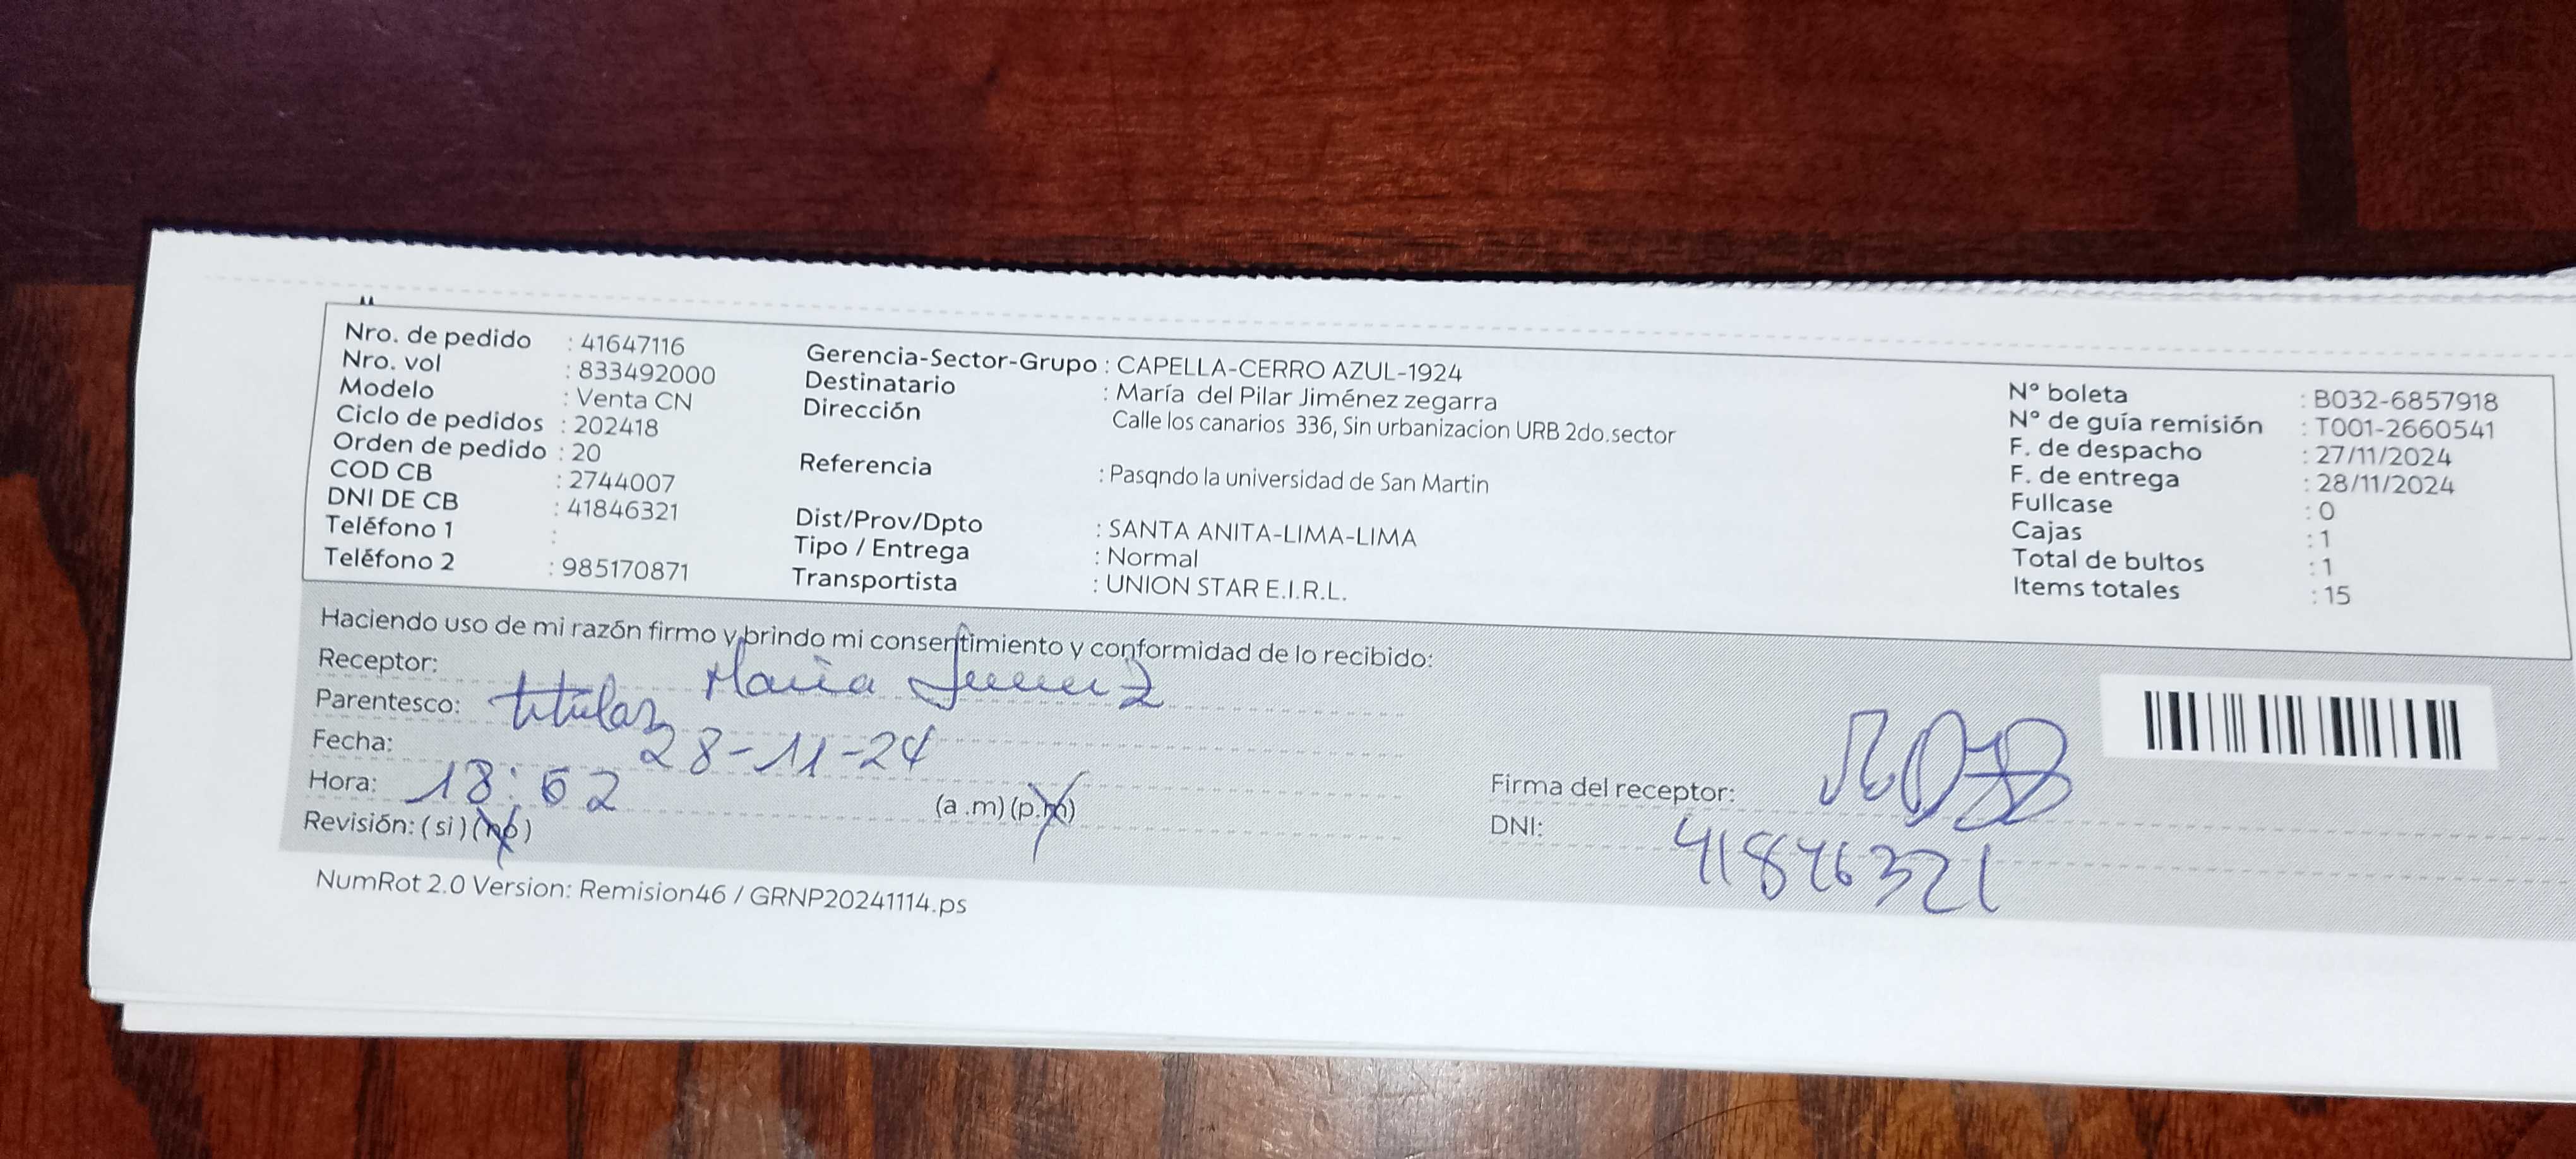 Nro. de pedido : 41647116
Nro. vol : 833492000
Modelo : Venta CN
Ciclo de pedidos : 202418
Orden de pedido : 20
COD CB : 2744007
DNI DE CB : 41846321
Teléfono 1 :
Teléfono 2 : 985170871
Gerencia-Sector-Grupo : CAPELLA-CERRO AZUL-1924
Destinatario : María del Pilar Jiménez zegarra
Dirección Calle los canarios 336, Sin urbanizacion URB 2do.sector
Referencia : Pasqndo la universidad de San Martin
Dist/Prov/Dpto : SANTA ANITA-LIMA-LIMA
Tipo / Entrega : Normal
Transportista : UNION STAR E.I.R.L.
Nº boleta : B032-6857918
Nº de guía remisión : T001-2660541
F. de despacho : 27/11/2024
F. de entrega : 28/11/2024
Fullcase : 0
Cajas : 1
Total de bultos : 1
Items totales : 15
Haciendo uso de mi razón firmo y brindo mi consentimiento y conformidad de lo recibido:
Receptor: Maria Jimenez
Parentesco: titular
Fecha: 28-11-24
Hora: 18:52 (a .m) (p.m)
Revisión: (si) (no)
Firma del receptor:
DNI: 41846321
NumRot 2.0 Version: Remision46 / GRNP20241114.ps